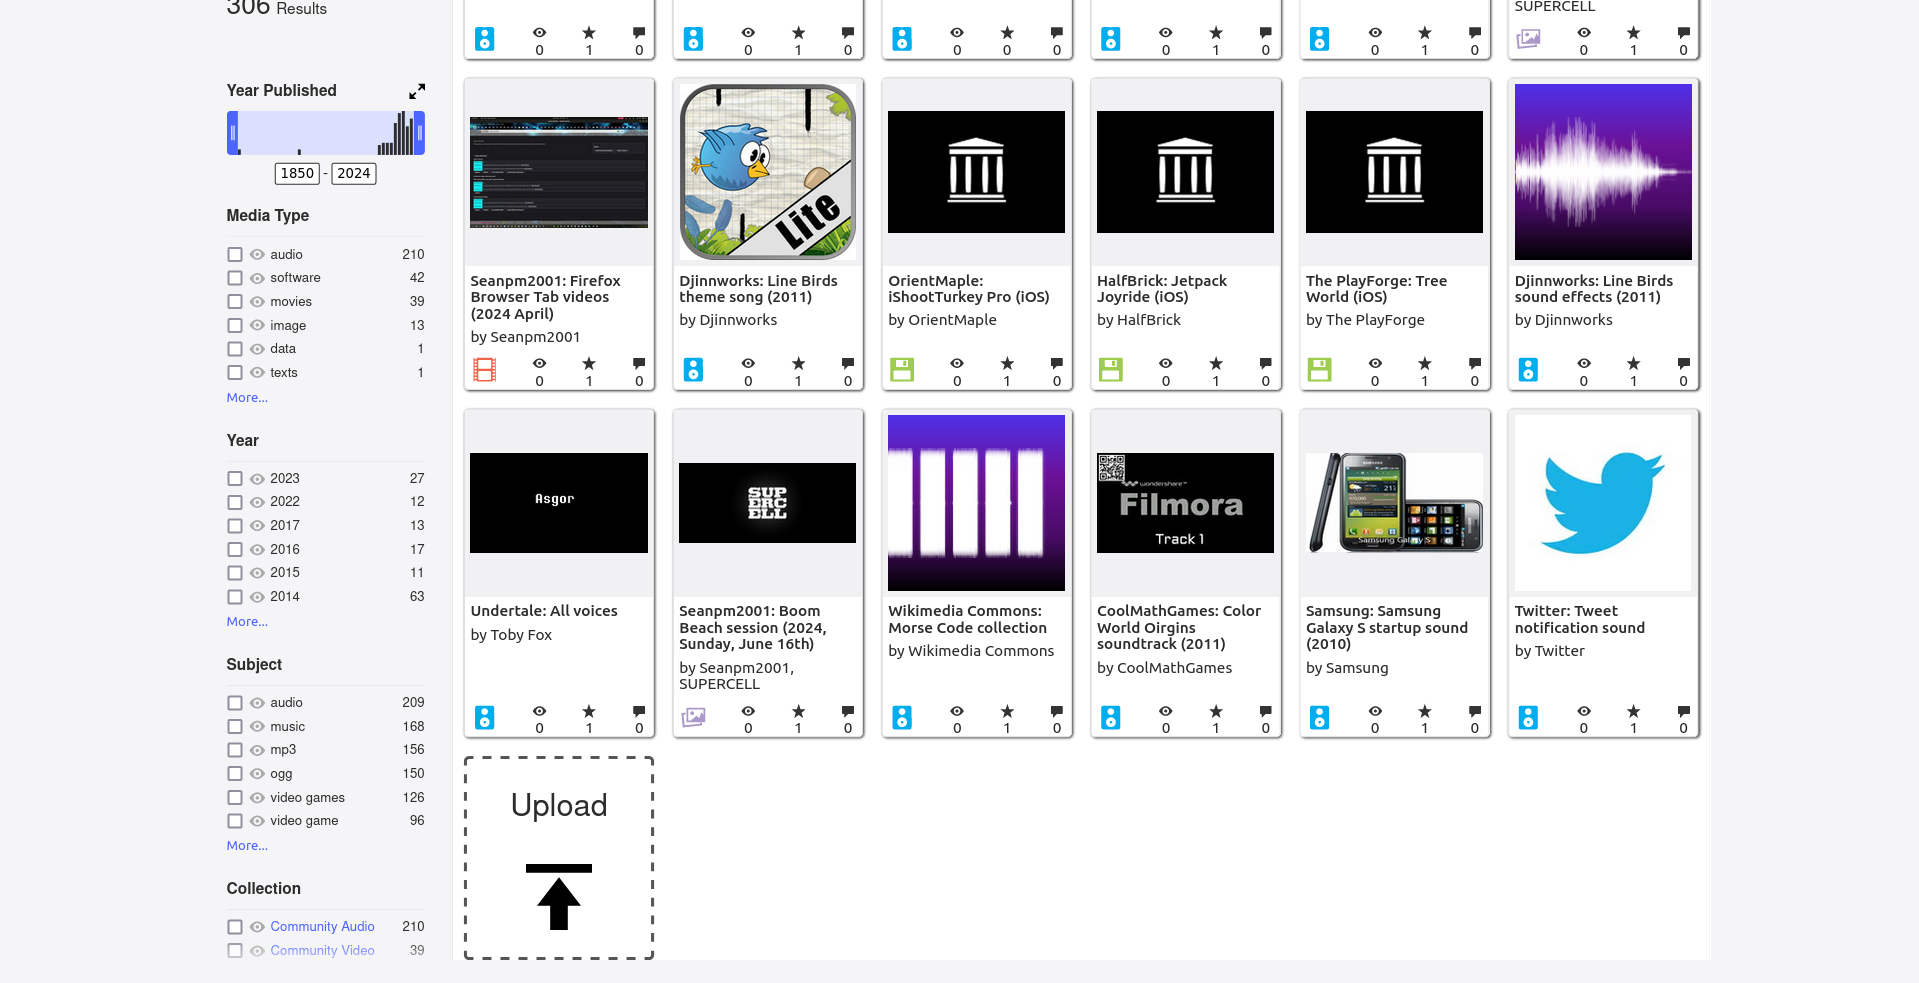 306 Results
Year Published
1850 - 2024
Media Type
audio 210
software 42
movies 39
image 13
data 1
texts 1
More...
Year
2023 27
2022 12
2017 13
2016 17
2015 11
2014 63
More...
Subject
audio 209
music 168
mp3 156
ogg 150
video games 126
video game 96
More...
Collection
Community Audio 210
Community Video 39
SUPERCELL
0 1 0
0 1 0
0 0 0
0 1 0
0 1 0
0 1 0
Seanpm2001: Firefox
Browser Tab videos
(2024 April)
by Seanpm2001
0 1 0
Lite
Djinnworks: Line Birds
theme song (2011)
by Djinnworks
0 1 0
OrientMaple:
iShootTurkey Pro (iOS)
by OrientMaple
0 1 0
HalfBrick: Jetpack
Joyride (iOS)
by HalfBrick
0 1 0
The PlayForge: Tree
World (iOS)
by The PlayForge
0 1 0
Djinnworks: Line Birds
sound effects (2011)
by Djinnworks
0 1 0
Asgor
Undertale: All voices
by Toby Fox
0 1 0
SUP
ERC
ELL
Seanpm2001: Boom
Beach session (2024,
Sunday, June 16th)
by Seanpm2001,
SUPERCELL
0 1 0
Wikimedia Commons:
Morse Code collection
by Wikimedia Commons
0 1 0
wondershare
Filmora
Track 1
CoolMathGames: Color
World Oirgins
soundtrack (2011)
by CoolMathGames
0 1 0
Samsung Galaxy S
Samsung: Samsung
Galaxy S startup sound
(2010)
by Samsung
0 1 0
Twitter: Tweet
notification sound
by Twitter
0 1 0
Upload